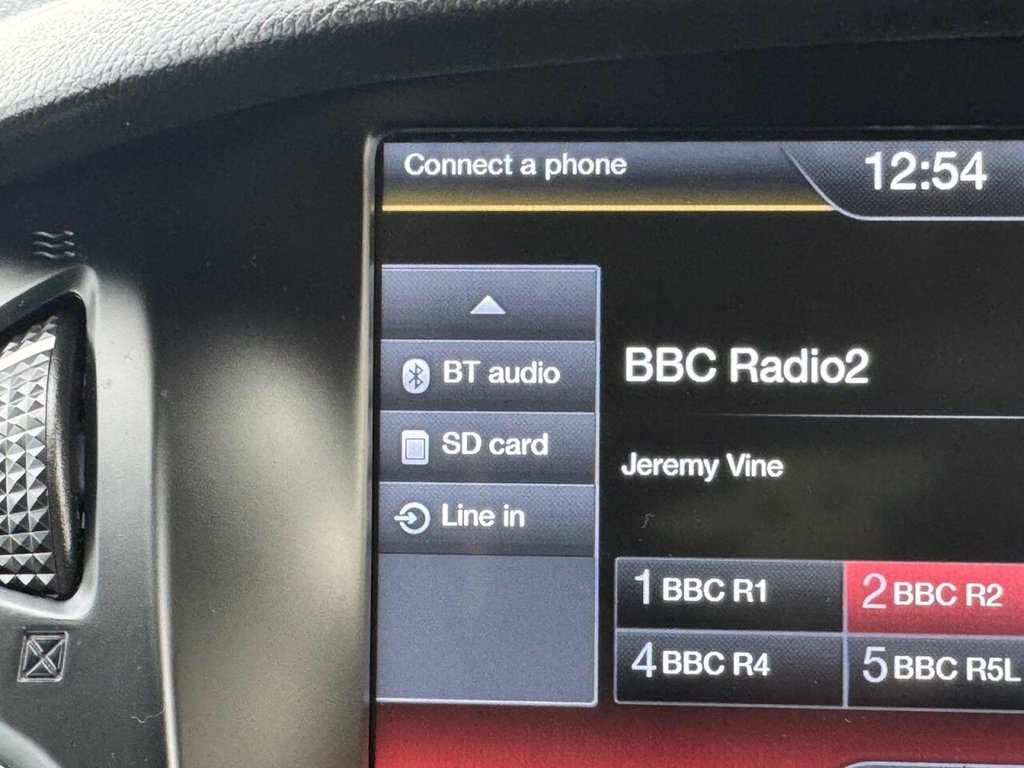 Connect a phone
12:54
BT audio
SD card
Line in
BBC Radio2
Jeremy Vine
1 BBC R1
2 BBC R2
4 BBC R4
5 BBC R5L